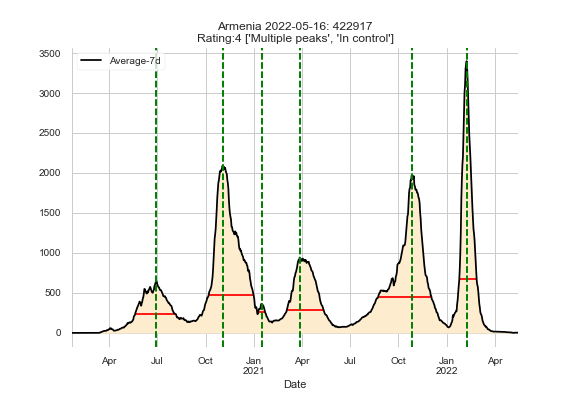 Armenia 2022-05-16: 422917
Rating:4 ['Multiple peaks', 'In control']
Average-7d
3500
3000
2500
2000
1500
1000
500
0
Apr Jul Oct Jan Apr Jul Oct Jan Apr
2021 2022
Date